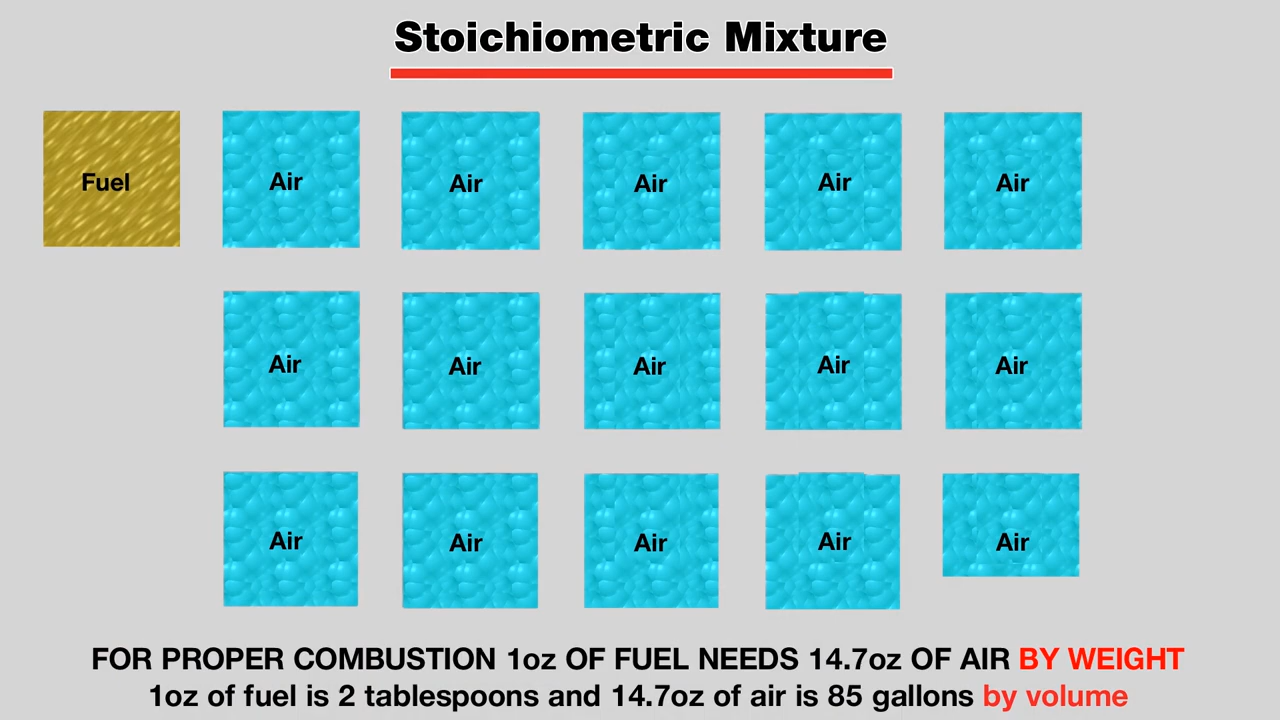 Stoichiometric Mixture
Fuel Air Air Air Air Air
Air Air Air Air Air
Air Air Air Air Air
FOR PROPER COMBUSTION 1oz OF FUEL NEEDS 14.7oz OF AIR BY WEIGHT
1oz of fuel is 2 tablespoons and 14.7oz of air is 85 gallons by volume